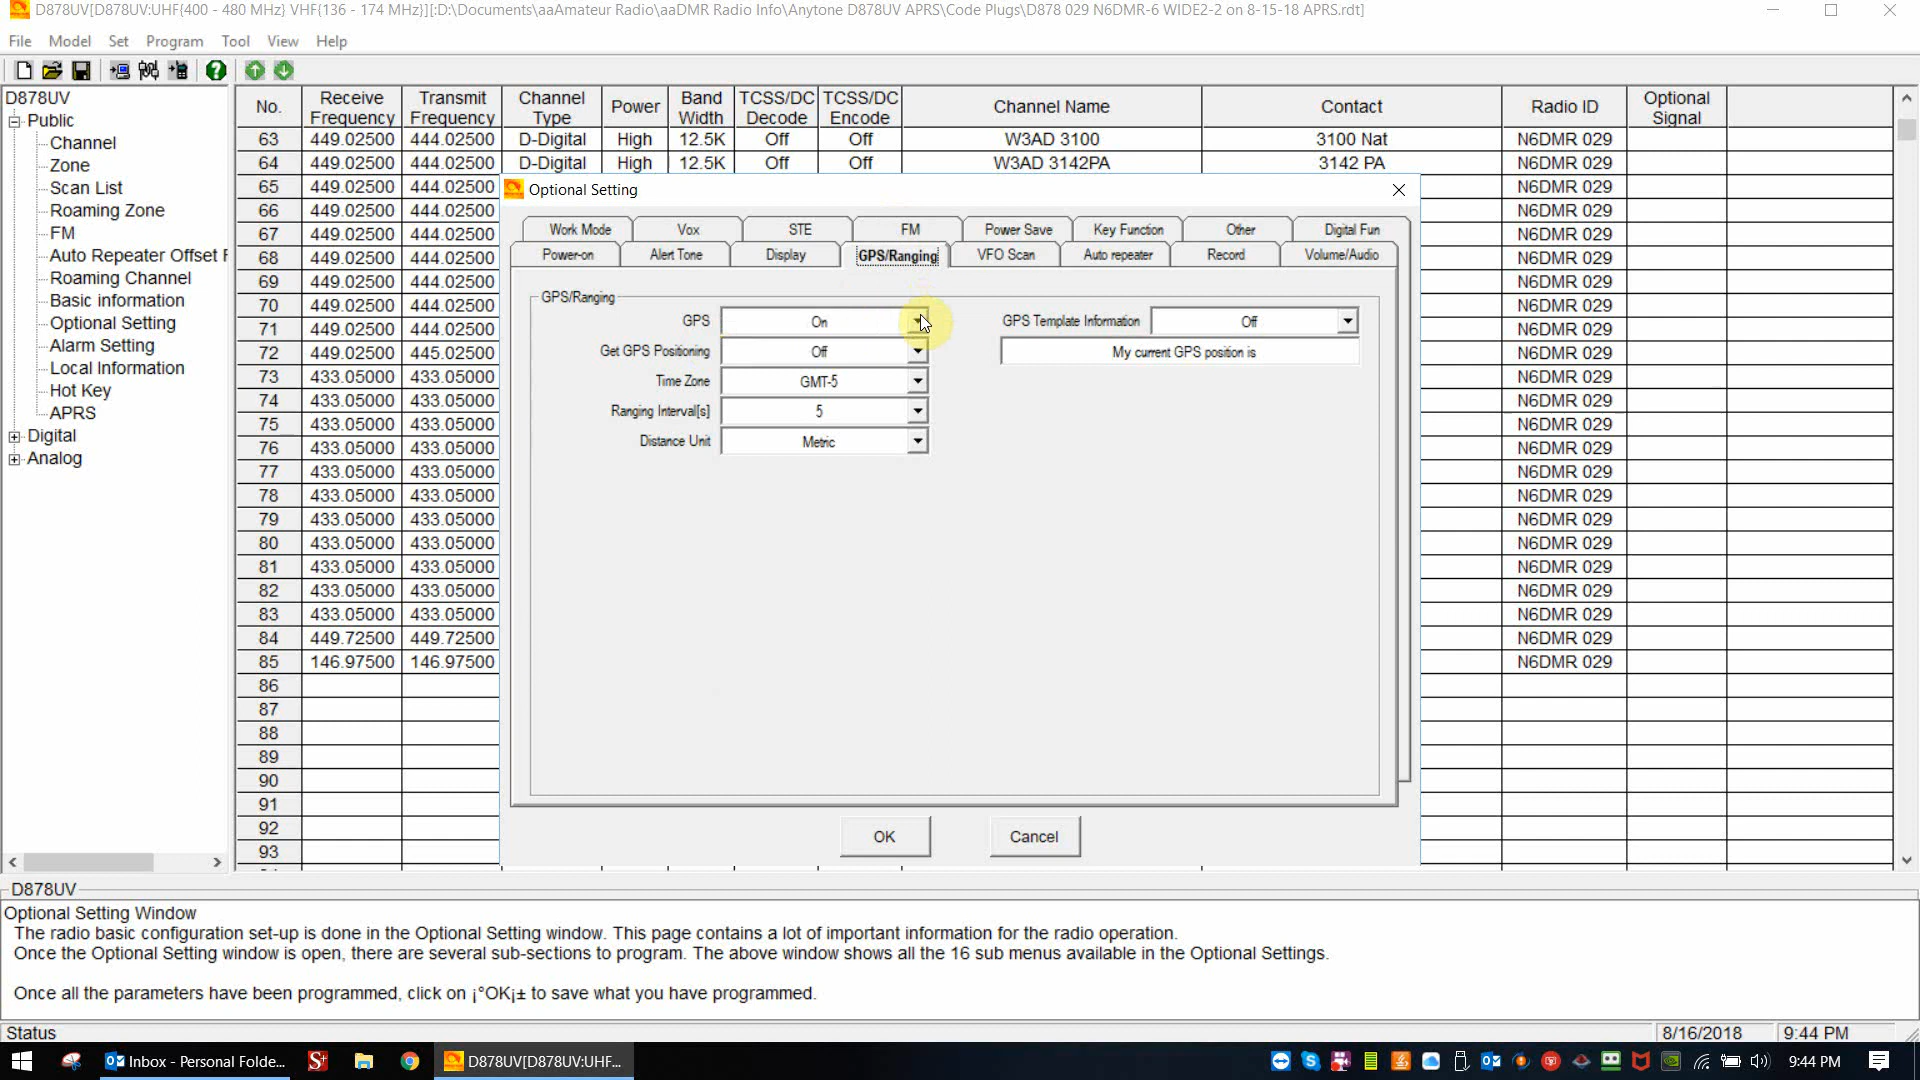 D878UV[D878UV:UHF{400 - 480 MHz} VHF{136 - 174 MHz}][:D:\Documents\aaAmateur Radio\aaDMR Radio Info\Anytone D878UV APRS\Code Plugs\D878 029 N6DMR-6 WIDE2-2 on 8-15-18 APRS.rdt]
File Model Set Program Tool View Help
D878UV
Public
Channel
Zone
Scan List
Roaming Zone
FM
Auto Repeater Offset F
Roaming Channel
Basic information
Optional Setting
Alarm Setting
Local Information
Hot Key
APRS
Digital
Analog
No. Receive Frequency Transmit Frequency Channel Type Power Band Width TCSS/DC Decode TCSS/DC Encode Channel Name Contact Radio ID Optional Signal
63 449.02500 444.02500 D-Digital High 12.5K Off Off W3AD 3100 3100 Nat N6DMR 029
64 449.02500 444.02500 D-Digital High 12.5K Off Off W3AD 3142PA 3142 PA N6DMR 029
65 449.02500 444.02500 N6DMR 029
66 449.02500 444.02500 N6DMR 029
67 449.02500 444.02500 N6DMR 029
68 449.02500 444.02500 N6DMR 029
69 449.02500 444.02500 N6DMR 029
70 449.02500 444.02500 N6DMR 029
71 449.02500 444.02500 N6DMR 029
72 449.02500 445.02500 N6DMR 029
73 433.05000 433.05000 N6DMR 029
74 433.05000 433.05000 N6DMR 029
75 433.05000 433.05000 N6DMR 029
76 433.05000 433.05000 N6DMR 029
77 433.05000 433.05000 N6DMR 029
78 433.05000 433.05000 N6DMR 029
79 433.05000 433.05000 N6DMR 029
80 433.05000 433.05000 N6DMR 029
81 433.05000 433.05000 N6DMR 029
82 433.05000 433.05000 N6DMR 029
83 433.05000 433.05000 N6DMR 029
84 449.72500 449.72500 N6DMR 029
85 146.97500 146.97500 N6DMR 029
86
87
88
89
90
91
92
93
Optional Setting
Work Mode Vox STE FM Power Save Key Function Other Digital Fun
Power-on Alert Tone Display GPS/Ranging VFO Scan Auto repeater Record Volume/Audio
GPS/Ranging
GPS On GPS Template Information Off
Get GPS Positioning Off My current GPS position is
Time Zone GMT-5
Ranging Interval[s] 5
Distance Unit Metric
OK Cancel
D878UV
Optional Setting Window
The radio basic configuration set-up is done in the Optional Setting window. This page contains a lot of important information for the radio operation.
Once the Optional Setting window is open, there are several sub-sections to program. The above window shows all the 16 sub menus available in the Optional Settings.
Once all the parameters have been programmed, click on ¡°OK¡± to save what you have programmed.
Status 8/16/2018 9:44 PM
Inbox - Personal Folde... D878UV[D878UV:UHF... 9:44 PM